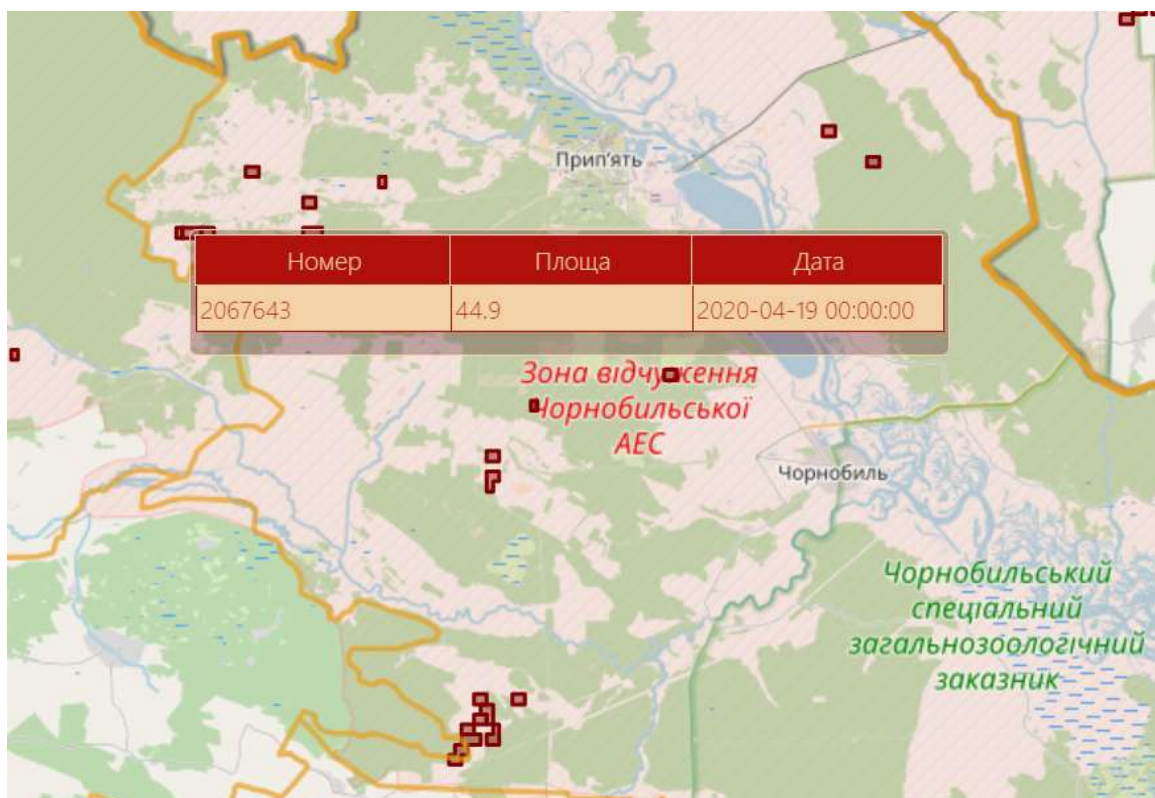 Прип'ять
Номер Площа Дата
2067643 44.9 2020-04-19 00:00:00
Зона відчуження
Чорнобильської
АЕС
Чорнобиль
Чорнобильський
спеціальний
загальнозоологічний
заказник